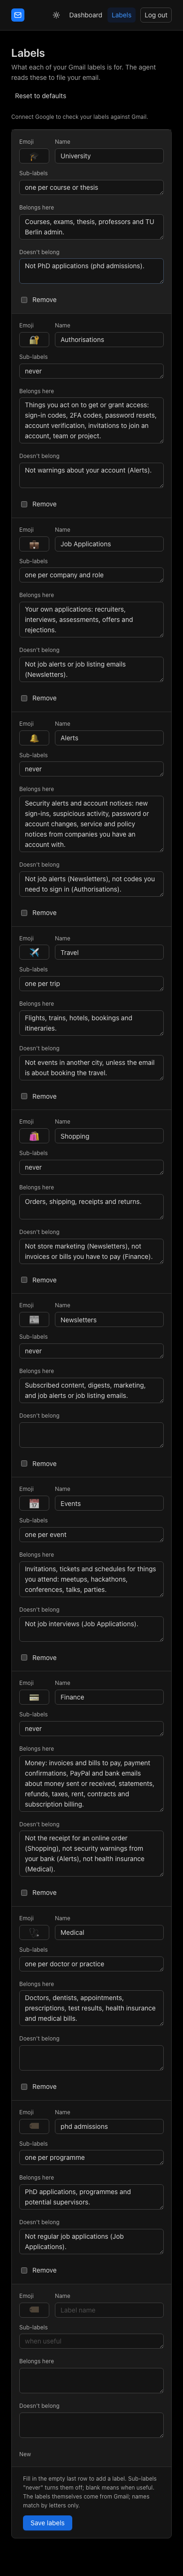 Dashboard Labels Log out
Labels
What each of your Gmail labels is for. The agent
reads these to file your email.
Reset to defaults
Connect Google to check your labels against Gmail.
Emoji Name
University
Sub-labels
one per course or thesis
Belongs here
Courses, exams, thesis, professors and TU
Berlin admin.
Doesn't belong
Not PhD applications (phd admissions).
Remove
Emoji Name
Authorisations
Sub-labels
never
Belongs here
Things you act on to get or grant access:
sign-in codes, 2FA codes, password resets,
account verification, invitations to join an
account, team or project.
Doesn't belong
Not warnings about your account (Alerts).
Remove
Emoji Name
Job Applications
Sub-labels
one per company and role
Belongs here
Your own applications: recruiters,
interviews, assessments, offers and
rejections.
Doesn't belong
Not job alerts or job listing emails
(Newsletters).
Remove
Emoji Name
Alerts
Sub-labels
never
Belongs here
Security alerts and account notices: new
sign-ins, suspicious activity, password or
account changes, service and policy
notices from companies you have an
account with.
Doesn't belong
Not job alerts (Newsletters), not codes you
need to sign in (Authorisations).
Remove
Emoji Name
Travel
Sub-labels
one per trip
Belongs here
Flights, trains, hotels, bookings and
itineraries.
Doesn't belong
Not events in another city, unless the email
is about booking the travel.
Remove
Emoji Name
Shopping
Sub-labels
never
Belongs here
Orders, shipping, receipts and returns.
Doesn't belong
Not store marketing (Newsletters), not
invoices or bills you have to pay (Finance).
Remove
Emoji Name
Newsletters
Sub-labels
never
Belongs here
Subscribed content, digests, marketing,
and job alerts or job listing emails.
Doesn't belong
Remove
Emoji Name
Events
Sub-labels
one per event
Belongs here
Invitations, tickets and schedules for things
you attend: meetups, hackathons,
conferences, talks, parties.
Doesn't belong
Not job interviews (Job Applications).
Remove
Emoji Name
Finance
Sub-labels
never
Belongs here
Money: invoices and bills to pay, payment
confirmations, PayPal and bank emails
about money sent or received, statements,
refunds, taxes, rent, contracts and
subscription billing.
Doesn't belong
Not the receipt for an online order
(Shopping), not security warnings from
your bank (Alerts), not health insurance
(Medical).
Remove
Emoji Name
Medical
Sub-labels
one per doctor or practice
Belongs here
Doctors, dentists, appointments,
prescriptions, test results, health insurance
and medical bills.
Doesn't belong
Remove
Emoji Name
phd admissions
Sub-labels
one per programme
Belongs here
PhD applications, programmes and
potential supervisors.
Doesn't belong
Not regular job applications (Job
Applications).
Remove
Emoji Name
Label name
Sub-labels
when useful
Belongs here
Doesn't belong
New
Fill in the empty last row to add a label. Sub-labels
"never" turns them off; blank means when useful.
The labels themselves come from Gmail; names
match by letters only.
Save labels